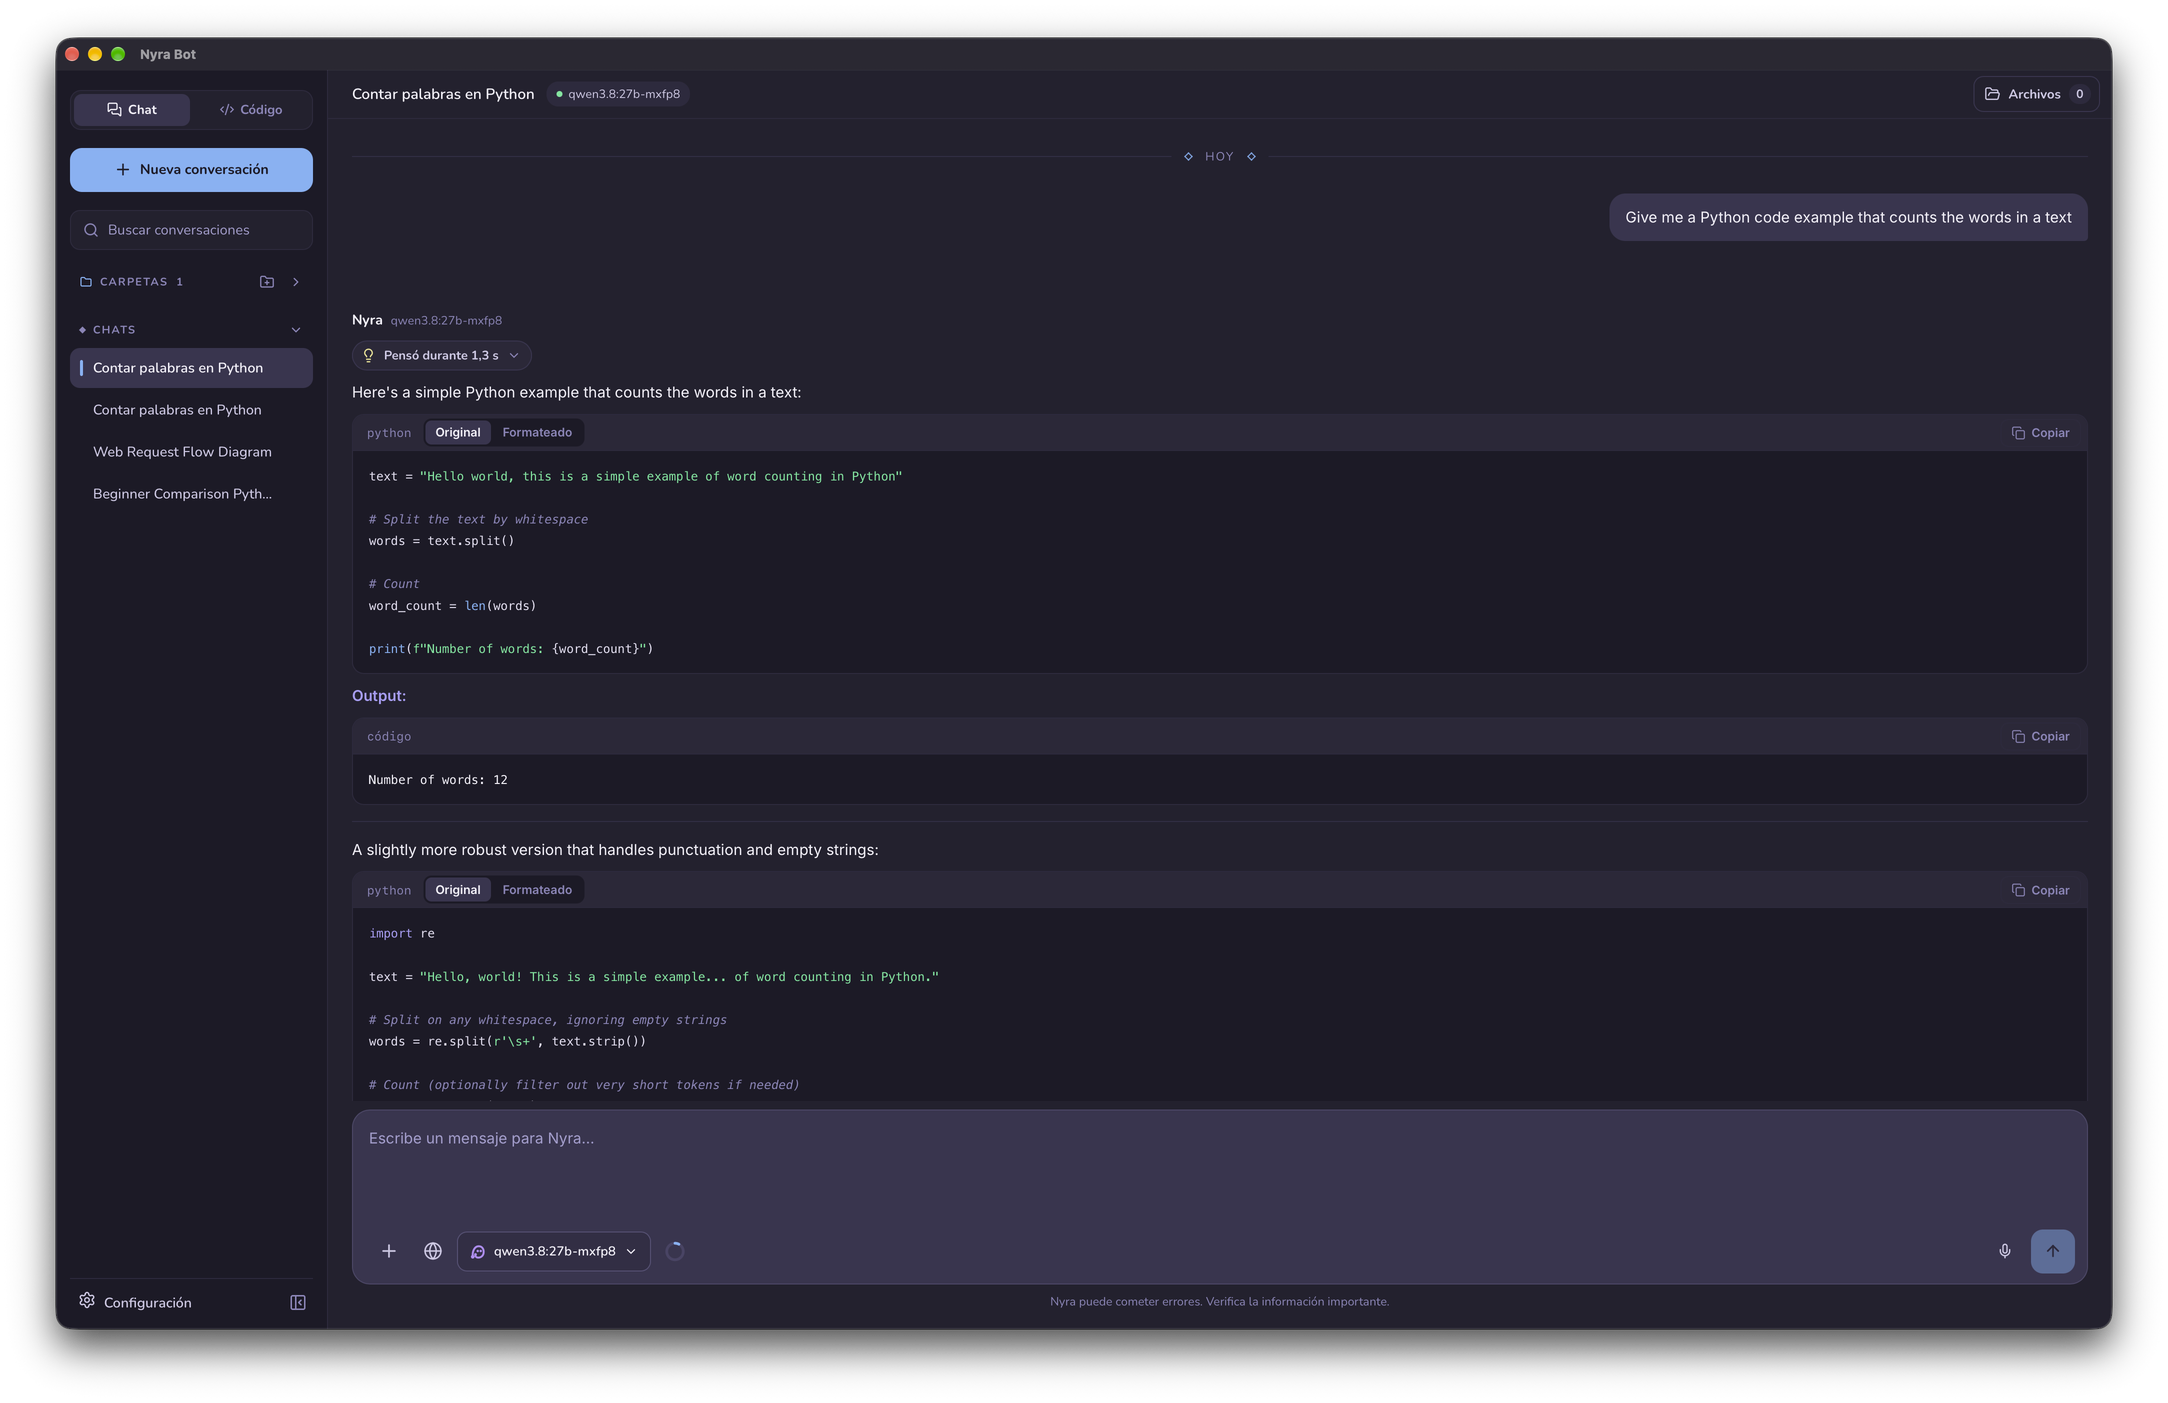 Nyra Bot
Chat
</> Código
Nueva conversación
Buscar conversaciones
CARPETAS 1
CHATS
Contar palabras en Python
Contar palabras en Python
Web Request Flow Diagram
Beginner Comparison Pyth...
Configuración
Contar palabras en Python
qwen3.8:27b-mxfp8
Archivos 0
HOY
Give me a Python code example that counts the words in a text
Nyra qwen3.8:27b-mxfp8
Pensó durante 1,3 s
Here's a simple Python example that counts the words in a text:
python Original Formateado Copiar
text = "Hello world, this is a simple example of word counting in Python"
# Split the text by whitespace
words = text.split()
# Count
word_count = len(words)
print(f"Number of words: {word_count}")
Output:
código Copiar
Number of words: 12
A slightly more robust version that handles punctuation and empty strings:
python Original Formateado Copiar
import re
text = "Hello, world! This is a simple example... of word counting in Python."
# Split on any whitespace, ignoring empty strings
words = re.split(r'\s+', text.strip())
# Count (optionally filter out very short tokens if needed)
Escribe un mensaje para Nyra...
qwen3.8:27b-mxfp8
Nyra puede cometer errores. Verifica la información importante.